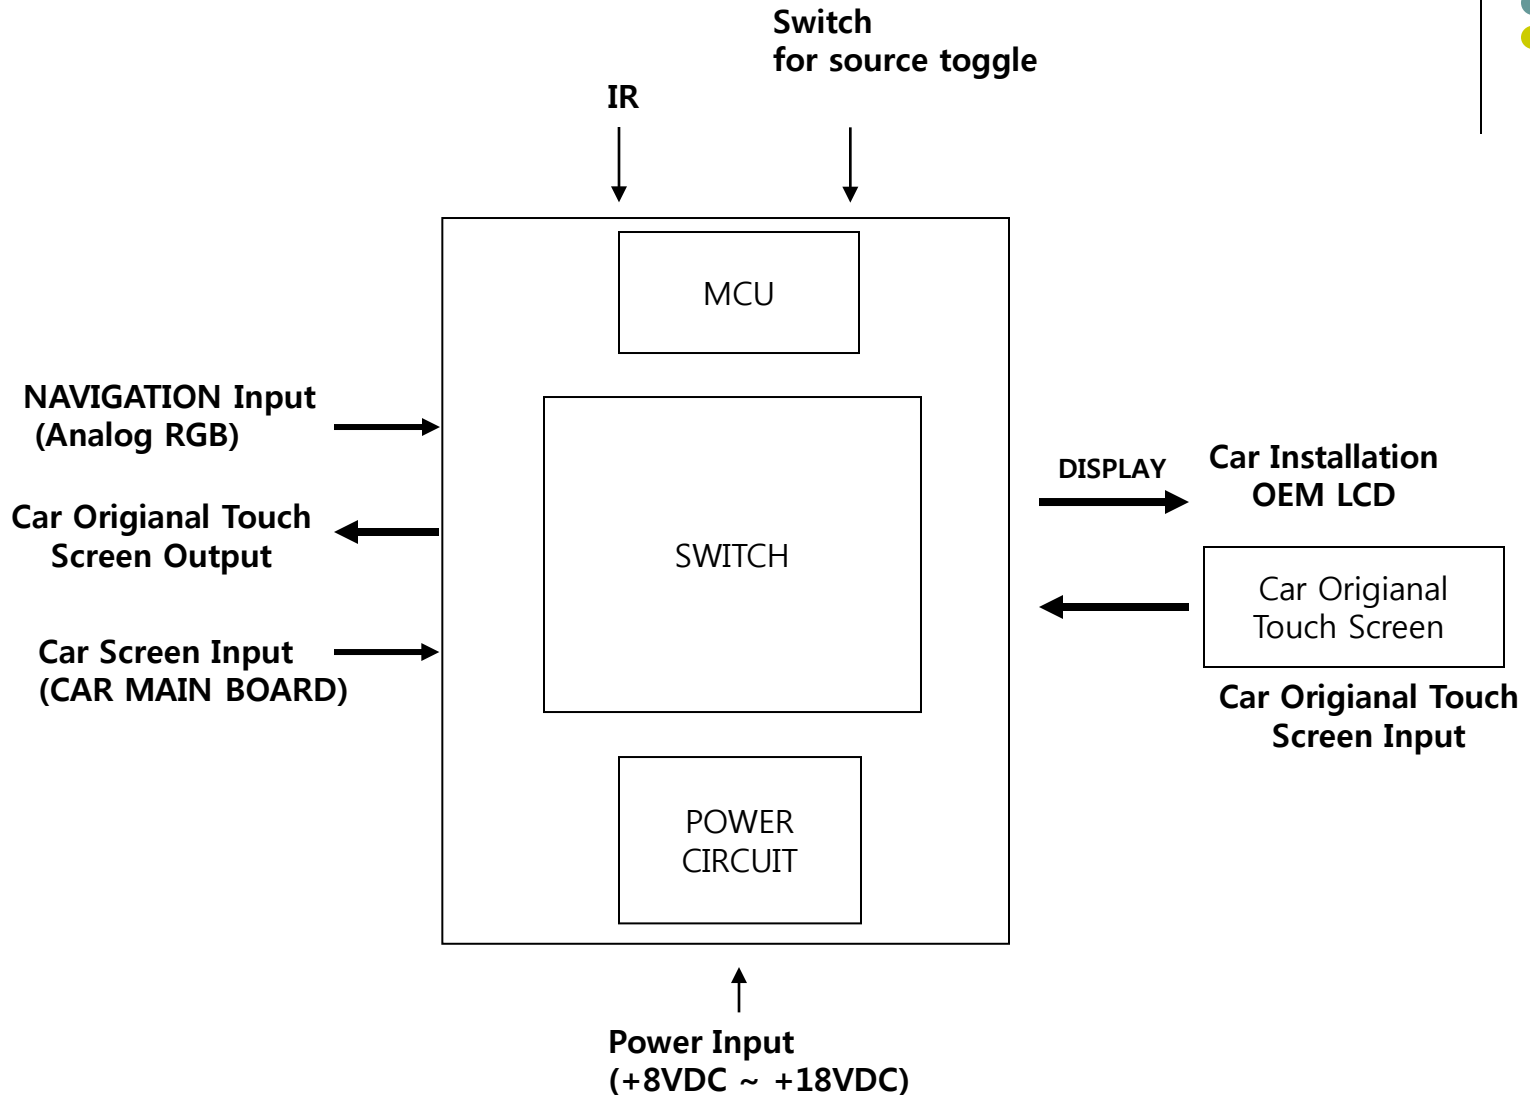 Switch
for source toggle
IR
MCU
NAVIGATION Input
(Analog RGB)
Car Origianal Touch
Screen Output
Car Screen Input
(CAR MAIN BOARD)
SWITCH
DISPLAY
Car Installation
OEM LCD
Car Origianal
Touch Screen
Car Origianal Touch
Screen Input
POWER
CIRCUIT
Power Input
(+8VDC ~ +18VDC)